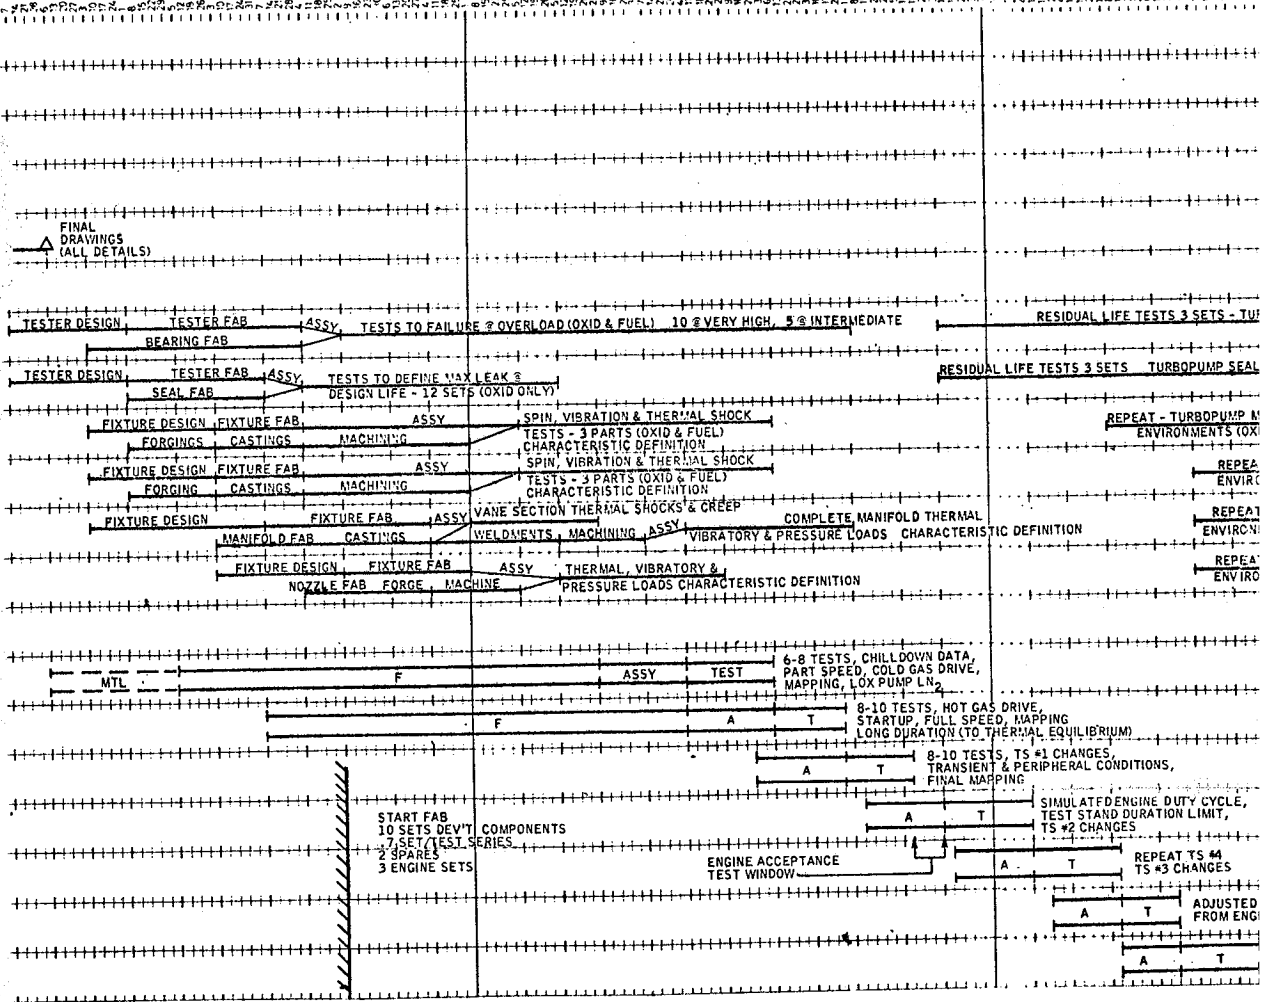 FINAL
DRAWINGS
(ALL DETAILS)
TESTER DESIGN TESTER FAB ASSY TESTS TO FAILURE @ OVERLOAD (OXID & FUEL) 10 @ VERY HIGH, 5 @ INTERMEDIATE RESIDUAL LIFE TESTS 3 SETS - TUR
BEARING FAB
TESTER DESIGN TESTER FAB ASSY TESTS TO DEFINE MAX LEAK @ RESIDUAL LIFE TESTS 3 SETS TURBOPUMP SEAL
SEAL FAB DESIGN LIFE - 12 SETS (OXID ONLY)
FIXTURE DESIGN FIXTURE FAB ASSY SPIN, VIBRATION & THERMAL SHOCK REPEAT - TURBOPUMP
FORGINGS CASTINGS MACHINING TESTS - 3 PARTS (OXID & FUEL) ENVIRONMENTS (OXI
CHARACTERISTIC DEFINITION
FIXTURE DESIGN FIXTURE FAB ASSY SPIN, VIBRATION & THERMAL SHOCK REPEA
FORGING CASTINGS MACHINING TESTS - 3 PARTS (OXID & FUEL) ENVIRO
CHARACTERISTIC DEFINITION
FIXTURE DESIGN FIXTURE FAB ASSY VANE SECTION THERMAL SHOCKS & CREEP COMPLETE MANIFOLD THERMAL REPEAT
MANIFOLD FAB CASTINGS WELDMENTS MACHINING ASSY VIBRATORY & PRESSURE LOADS CHARACTERISTIC DEFINITION ENVIRON
FIXTURE DESIGN FIXTURE FAB ASSY THERMAL, VIBRATORY & REPEA
NOZZLE FAB FORGE MACHINE PRESSURE LOADS CHARACTERISTIC DEFINITION ENVIRO
MTL F ASSY TEST 6-8 TESTS, CHILLDOWN DATA,
PART SPEED, COLD GAS DRIVE,
MAPPING, LOX PUMP LN2
F A T 8-10 TESTS, HOT GAS DRIVE,
STARTUP, FULL SPEED, MAPPING
LONG DURATION (TO THERMAL EQUILIBRIUM)
A T 8-10 TESTS, TS #1 CHANGES,
TRANSIENT & PERIPHERAL CONDITIONS,
FINAL MAPPING
A T SIMULATED ENGINE DUTY CYCLE,
TEST STAND DURATION LIMIT,
TS #2 CHANGES
START FAB
10 SETS DEV'T COMPONENTS
7 SET/TEST SERIES
2 SPARES
3 ENGINE SETS
ENGINE ACCEPTANCE
TEST WINDOW
A T REPEAT TS #4
TS #3 CHANGES
A T ADJUSTED
FROM ENGI
A T